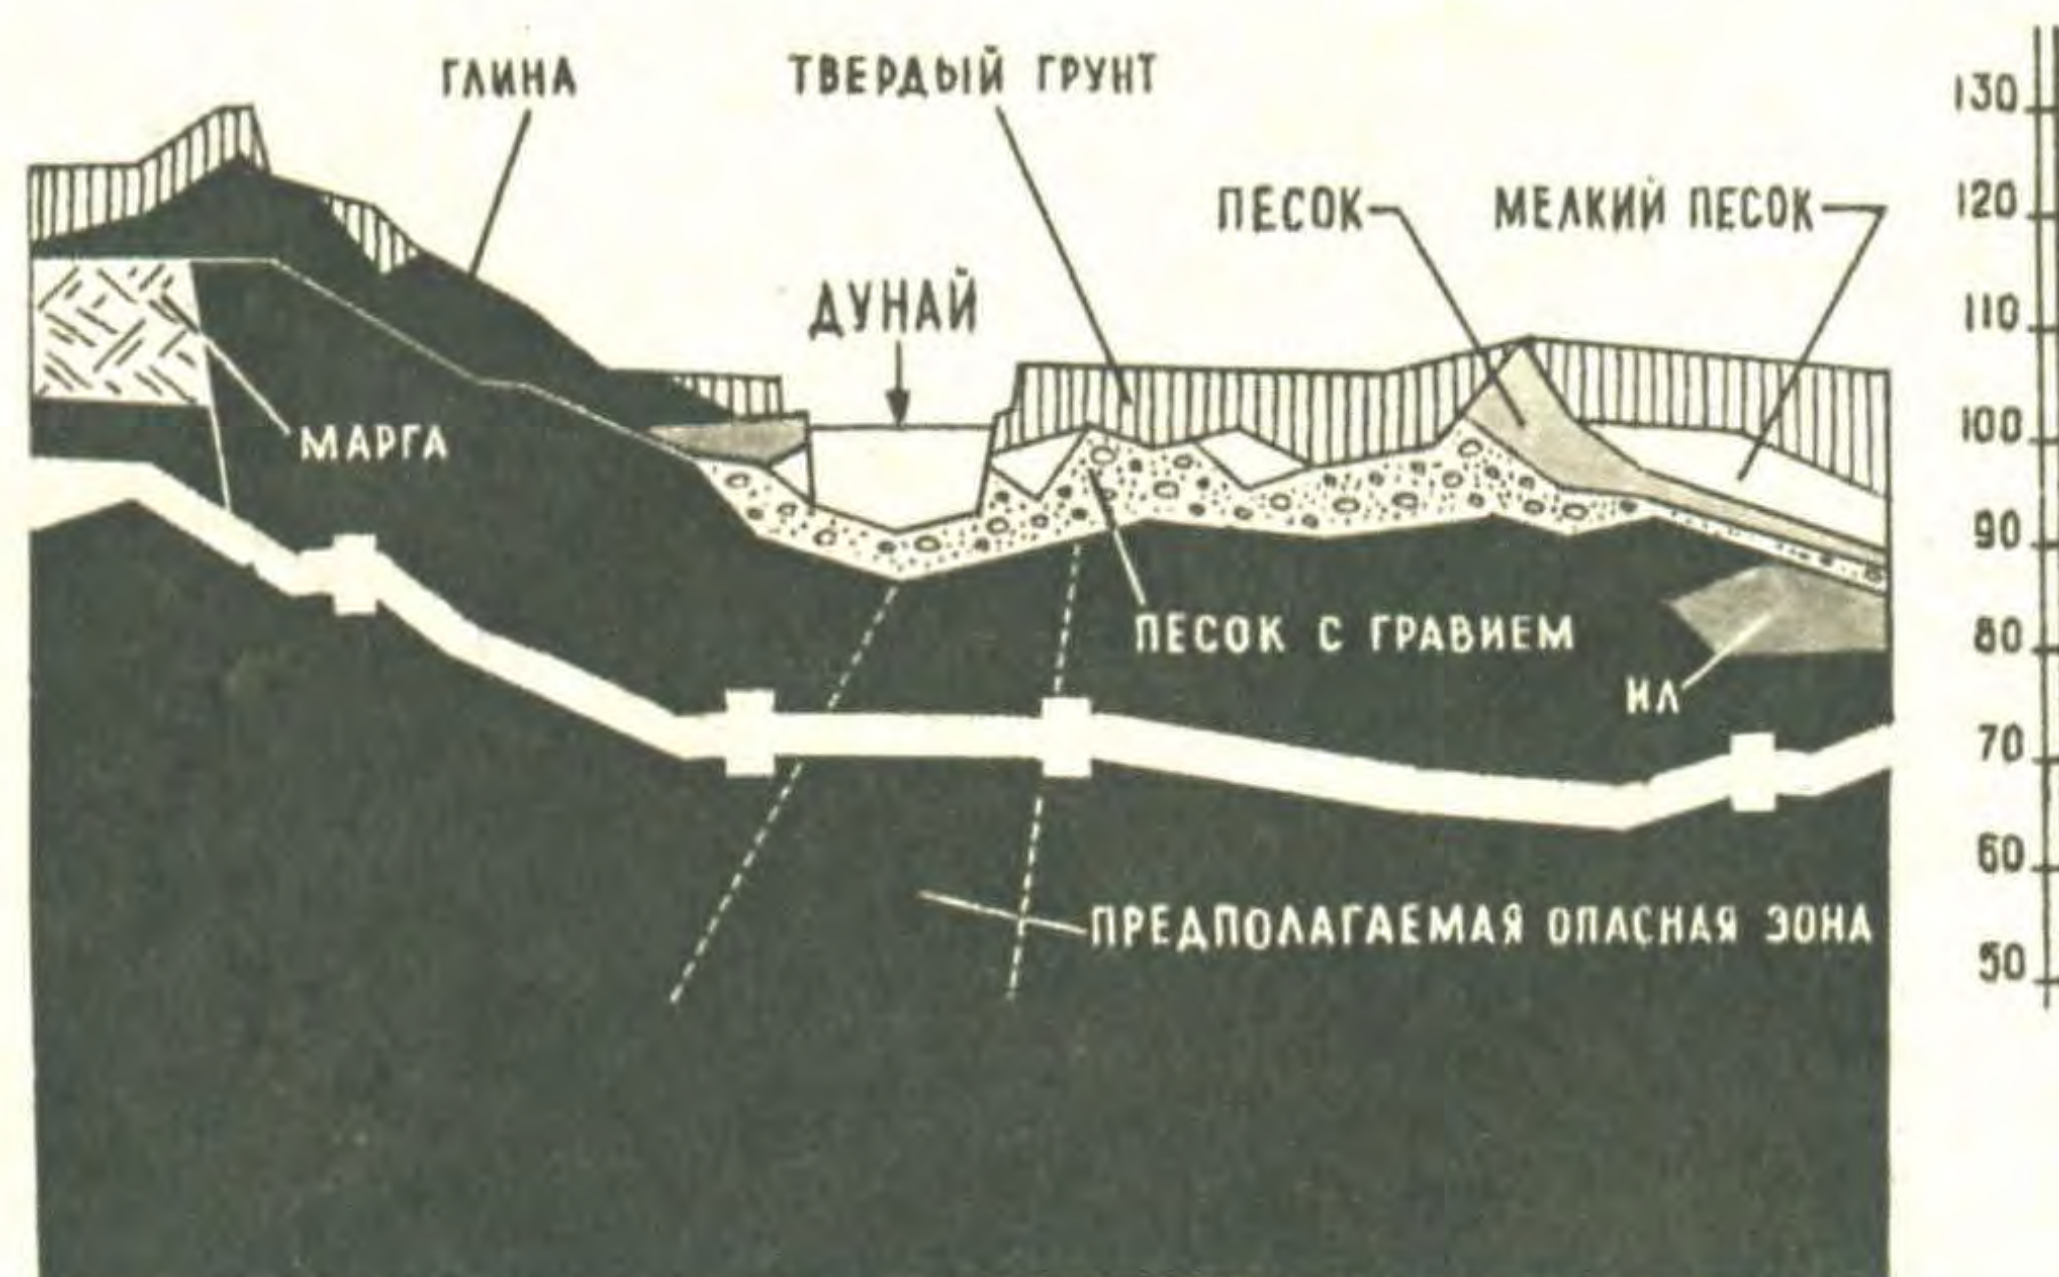 ГЛИНА
ТВЕРДЫЙ ГРУНТ
ПЕСОК
МЕЛКИЙ ПЕСОК
ДУНАЙ
МАРГА
ПЕСОК С ГРАВИЕМ
ИЛ
ПРЕДПОЛАГАЕМАЯ ОПАСНАЯ ЗОНА
130
120
110
100
90
80
70
60
50